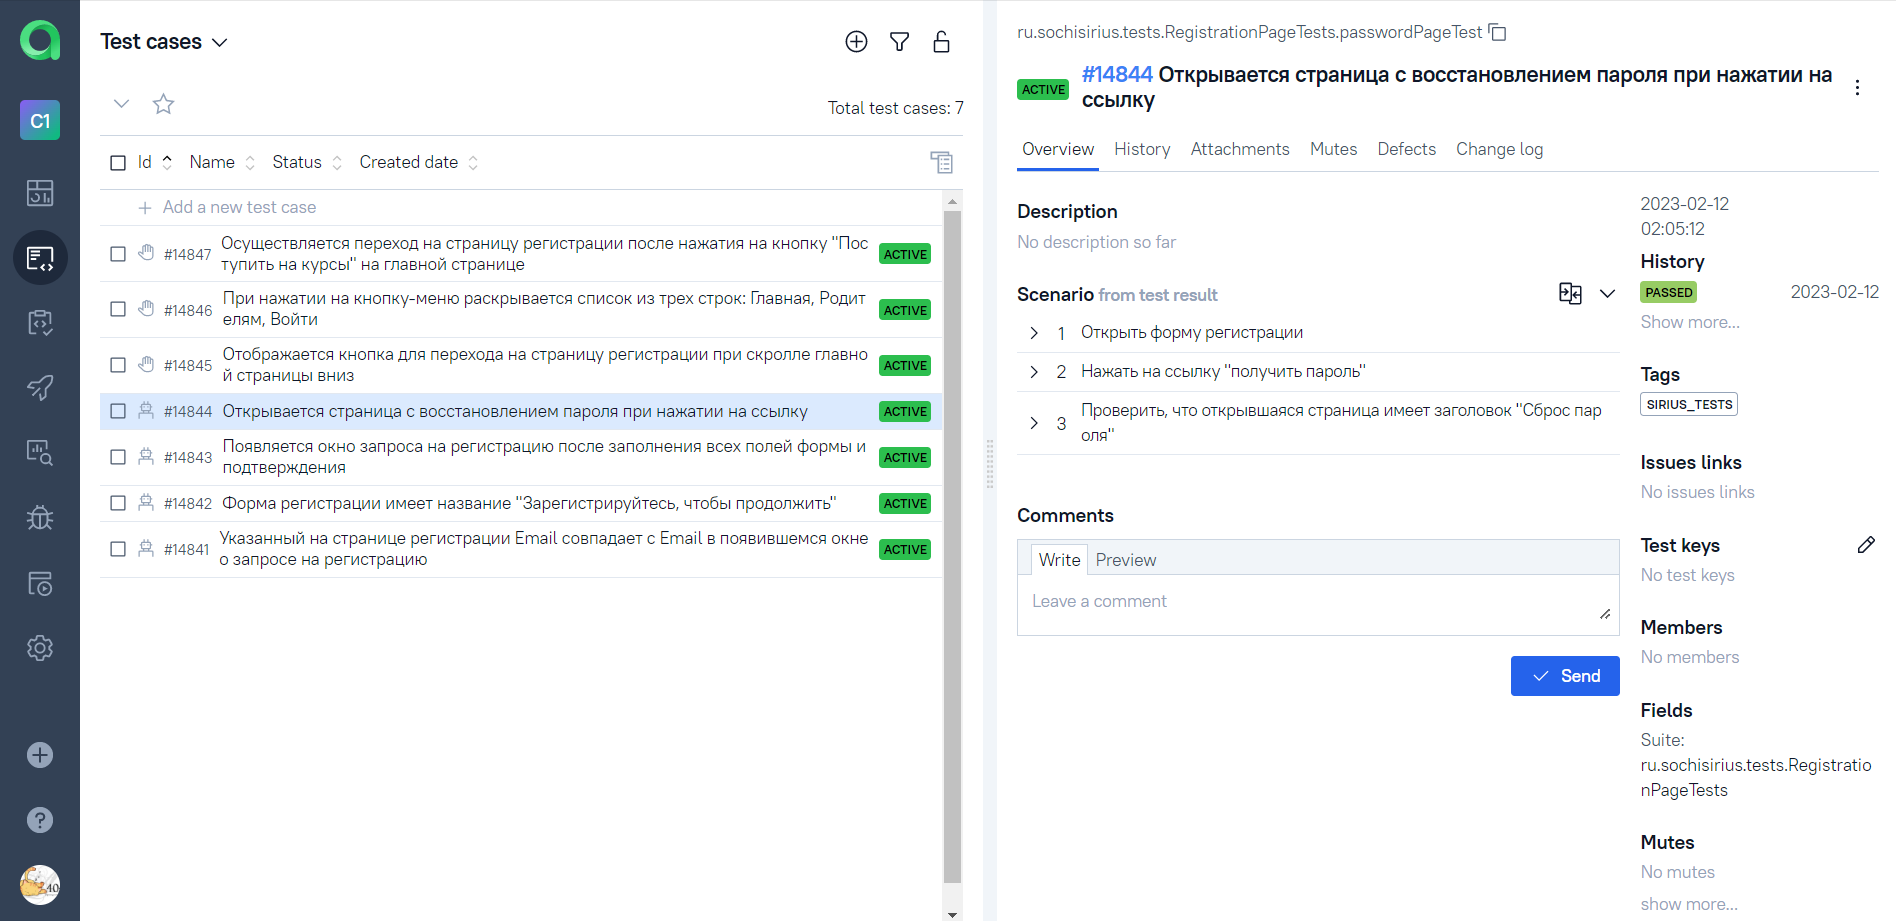 C1
40
Test cases
Total test cases: 7
Id Name Status Created date
Add a new test case
#14847 Осуществляется переход на страницу регистрации после нажатия на кнопку "Пос
тупить на курсы" на главной странице
ACTIVE
#14846 При нажатии на кнопку-меню раскрывается список из трех строк: Главная, Родит
елям, Войти
ACTIVE
#14845 Отображается кнопка для перехода на страницу регистрации при скролле главно
й страницы вниз
ACTIVE
#14844 Открывается страница с восстановлением пароля при нажатии на ссылку ACTIVE
#14843 Появляется окно запроса на регистрацию после заполнения всех полей формы и
подтверждения
ACTIVE
#14842 Форма регистрации имеет название "Зарегистрируйтесь, чтобы продолжить" ACTIVE
#14841 Указанный на странице регистрации Email совпадает с Email в появившемся окне
о запросе на регистрацию
ACTIVE
ru.sochisirius.tests.RegistrationPageTests.passwordPageTest
ACTIVE
#14844 Открывается страница с восстановлением пароля при нажатии на
ссылку
Overview History Attachments Mutes Defects Change log
Description
No description so far
Scenario from test result
1 Открыть форму регистрации
2 Нажать на ссылку "получить пароль"
3 Проверить, что открывшаяся страница имеет заголовок "Сброс пар
оля"
Comments
Write Preview
Leave a comment
Send
2023-02-12
02:05:12
History
PASSED 2023-02-12
Show more...
Tags
SIRIUS_TESTS
Issues links
No issues links
Test keys
No test keys
Members
No members
Fields
Suite:
ru.sochisirius.tests.Registratio
nPageTests
Mutes
No mutes
show more...